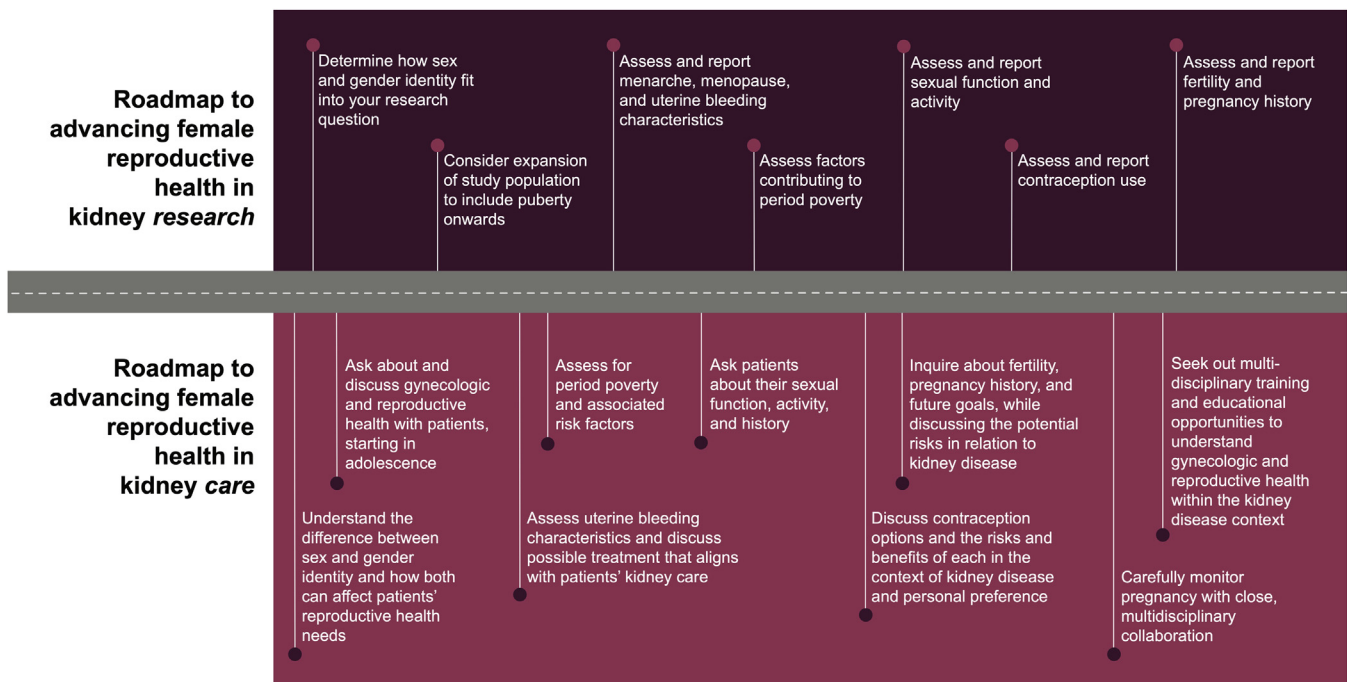 Roadmap to
advancing female
reproductive
health in
kidney research
Determine how sex
and gender identity fit
into your research
question
Consider expansion
of study population
to include puberty
onwards
Assess and report
menarche, menopause,
and uterine bleeding
characteristics
Assess factors
contributing to
period poverty
Assess and report
sexual function and
activity
Assess and report
contraception use
Assess and report
fertility and
pregnancy history
Roadmap to
advancing female
reproductive
health in
kidney care
Understand the
difference between
sex and gender
identity and how both
can affect patients’
reproductive health
needs
Ask about and
discuss gynecologic
and reproductive
health with patients,
starting in
adolescence
Assess uterine bleeding
characteristics and discuss
possible treatment that aligns
with patients’ kidney care
Assess for
period poverty
and associated
risk factors
Ask patients
about their sexual
function, activity,
and history
Discuss contraception
options and the risks and
benefits of each in the
context of kidney disease
and personal preference
Inquire about fertility,
pregnancy history, and
future goals, while
discussing the potential
risks in relation to
kidney disease
Carefully monitor
pregnancy with close,
multidisciplinary
collaboration
Seek out multi-
disciplinary training
and educational
opportunities to
understand
gynecologic and
reproductive health
within the kidney
disease context